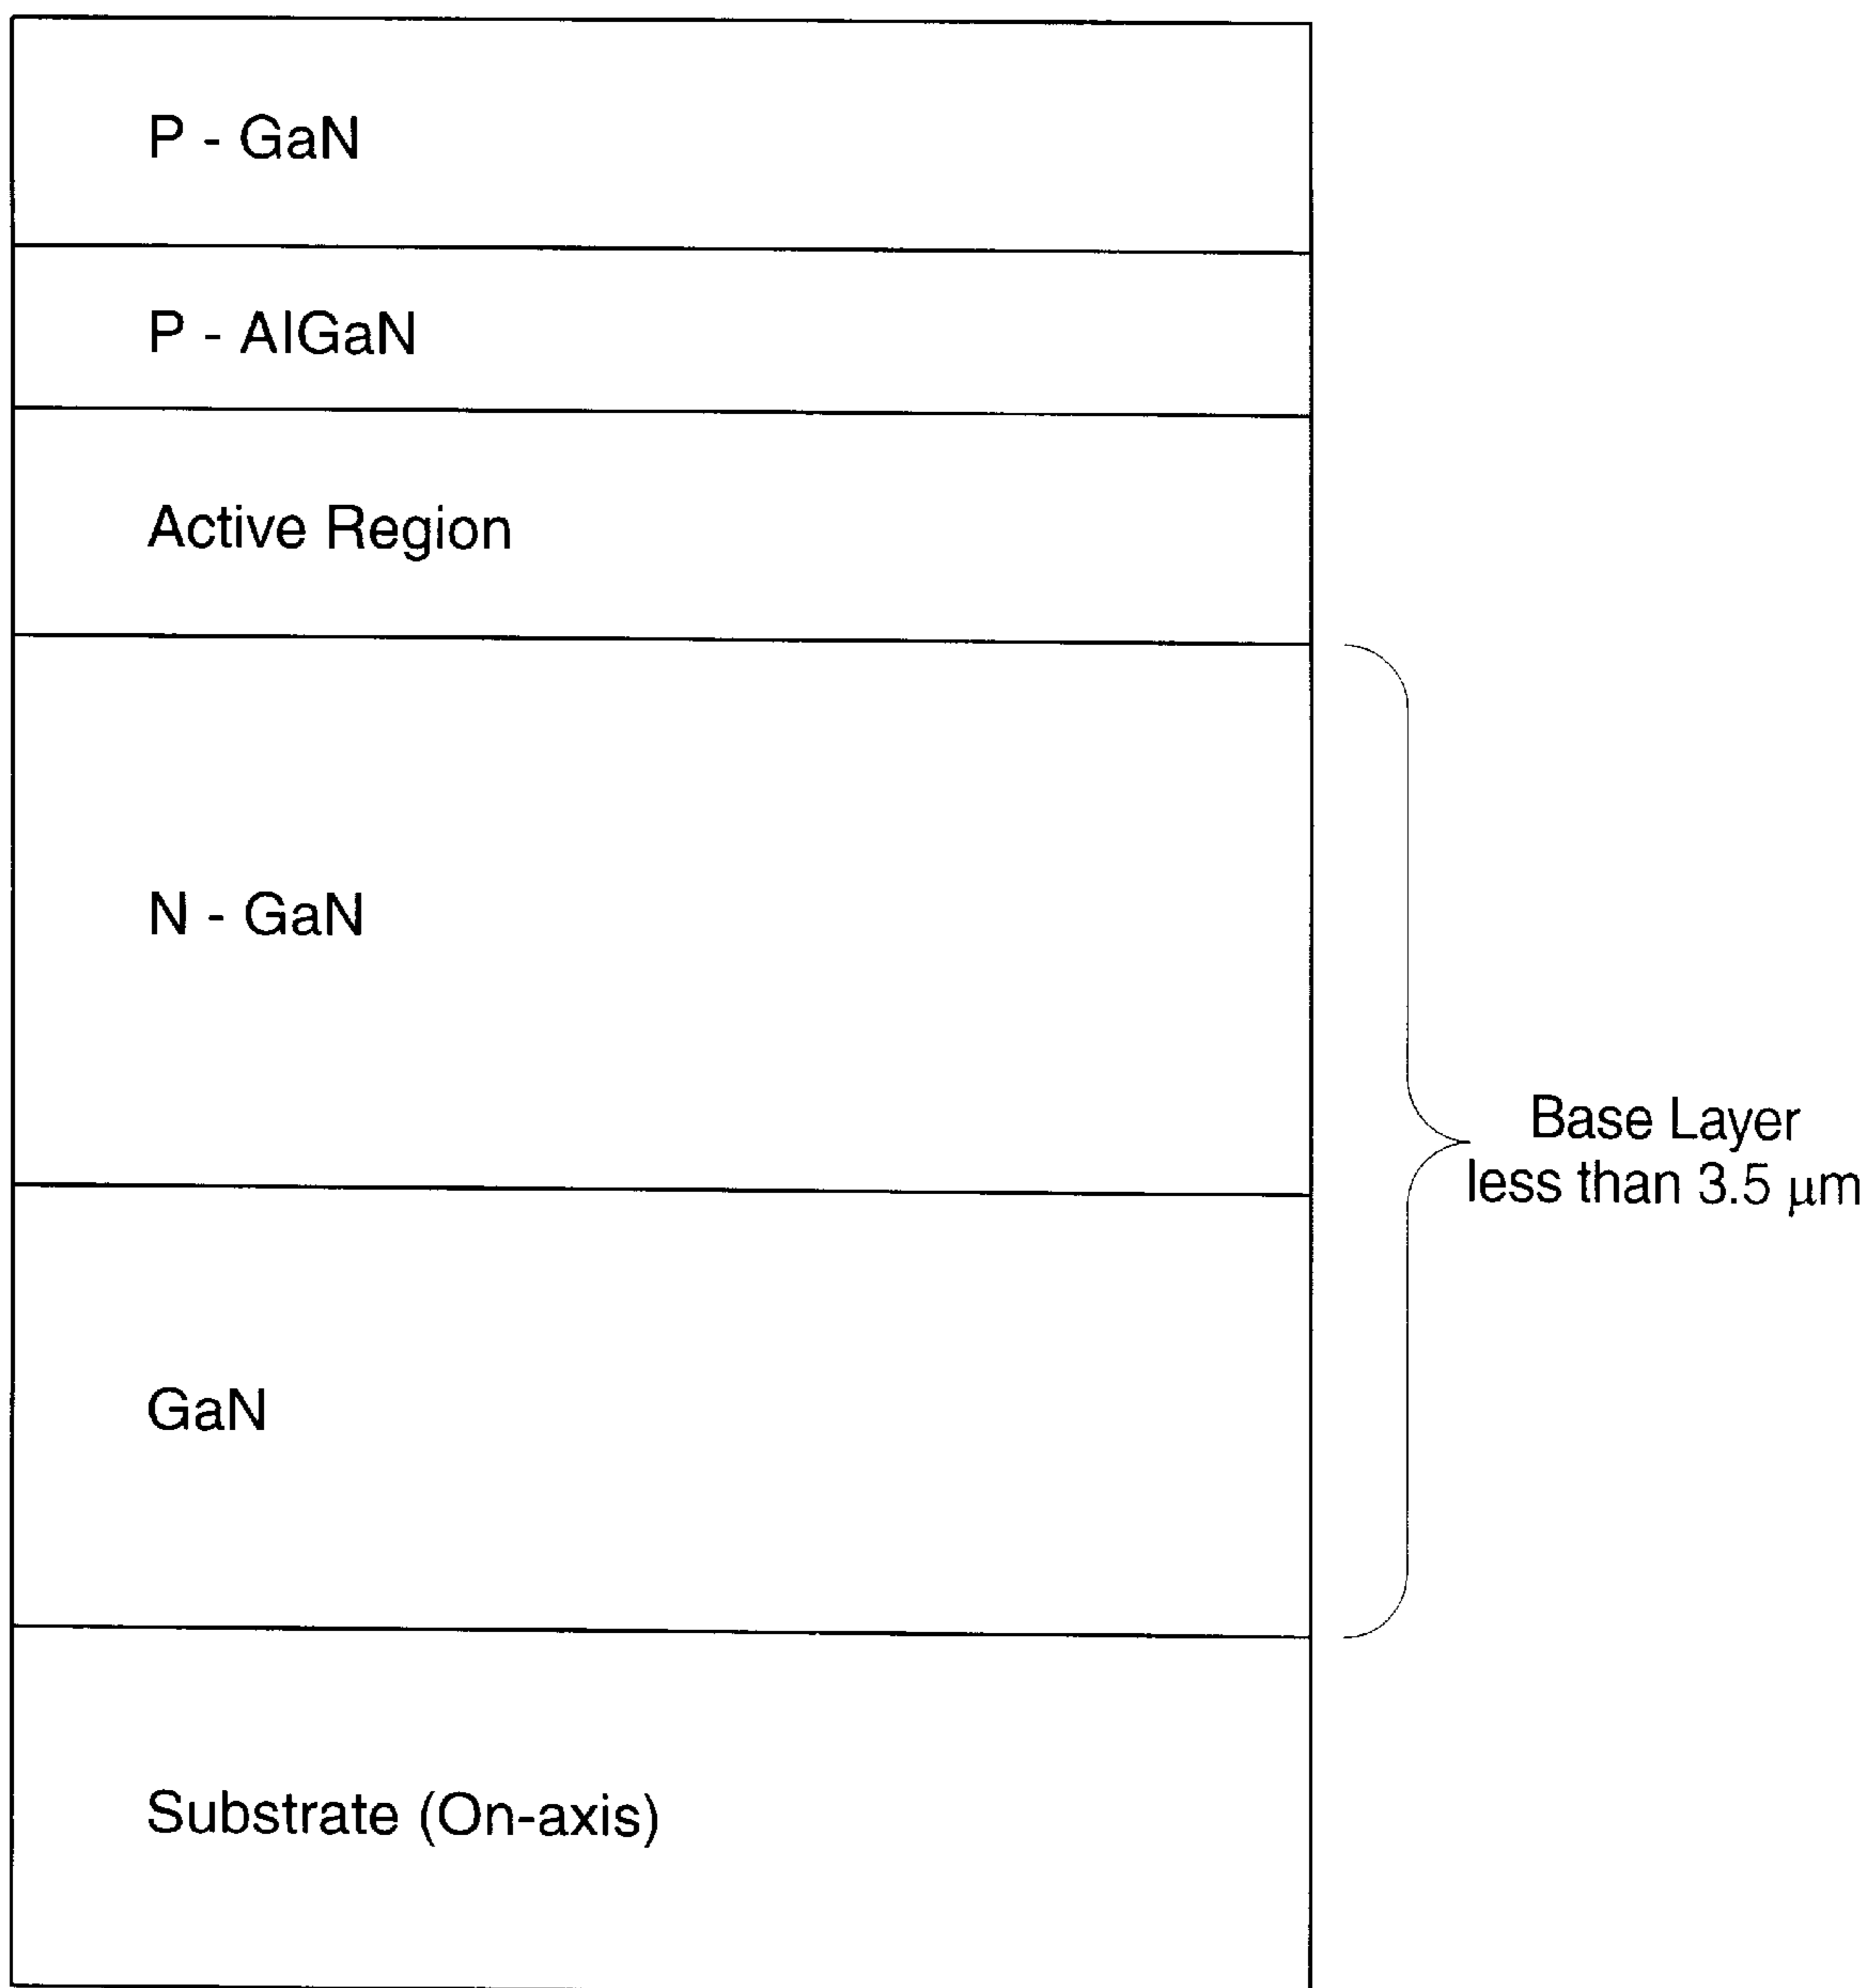 P - GaN
P - AlGaN
Active Region
N - GaN
Base Layer
less than 3.5 μm
GaN
Substrate (On-axis)